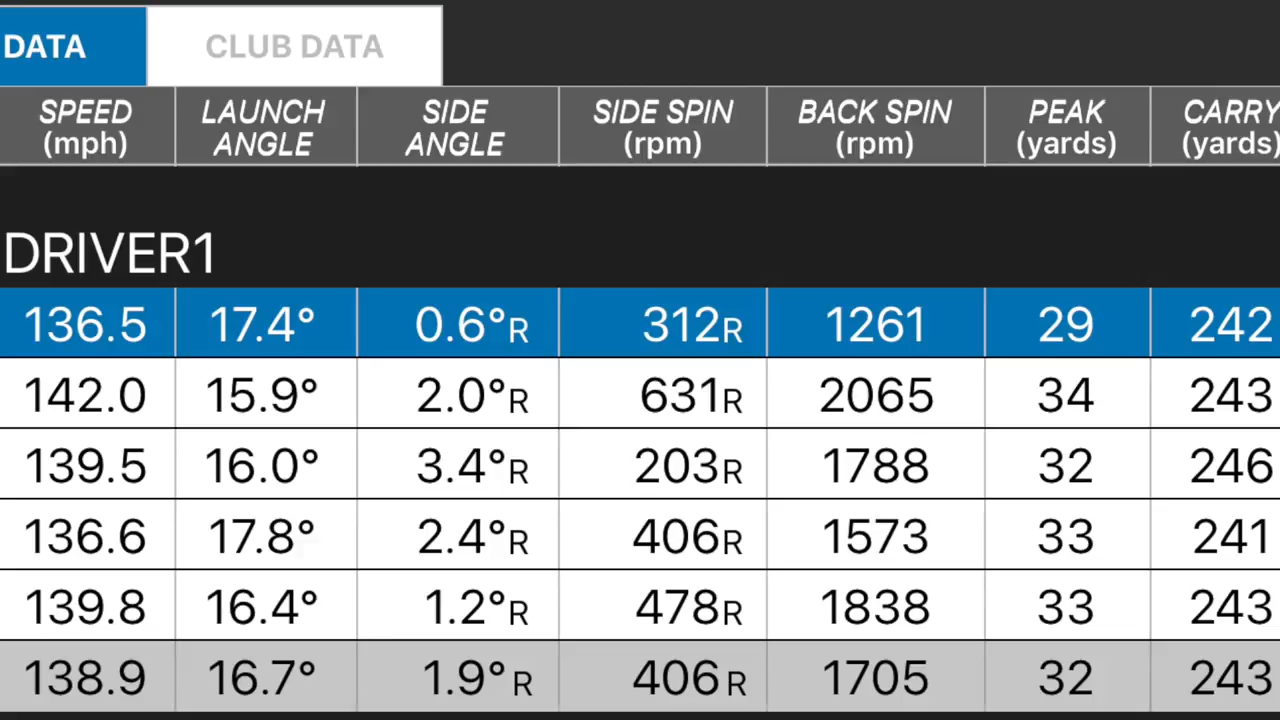 DATA CLUB DATA
SPEED LAUNCH SIDE SIDE SPIN BACK SPIN PEAK CARRY
(mph) ANGLE ANGLE (rpm) (rpm) (yards) (yards)
DRIVER1
136.5 17.4° 0.6°R 312R 1261 29 242
142.0 15.9° 2.0°R 631R 2065 34 243
139.5 16.0° 3.4°R 203R 1788 32 246
136.6 17.8° 2.4°R 406R 1573 33 241
139.8 16.4° 1.2°R 478R 1838 33 243
138.9 16.7° 1.9°R 406R 1705 32 243